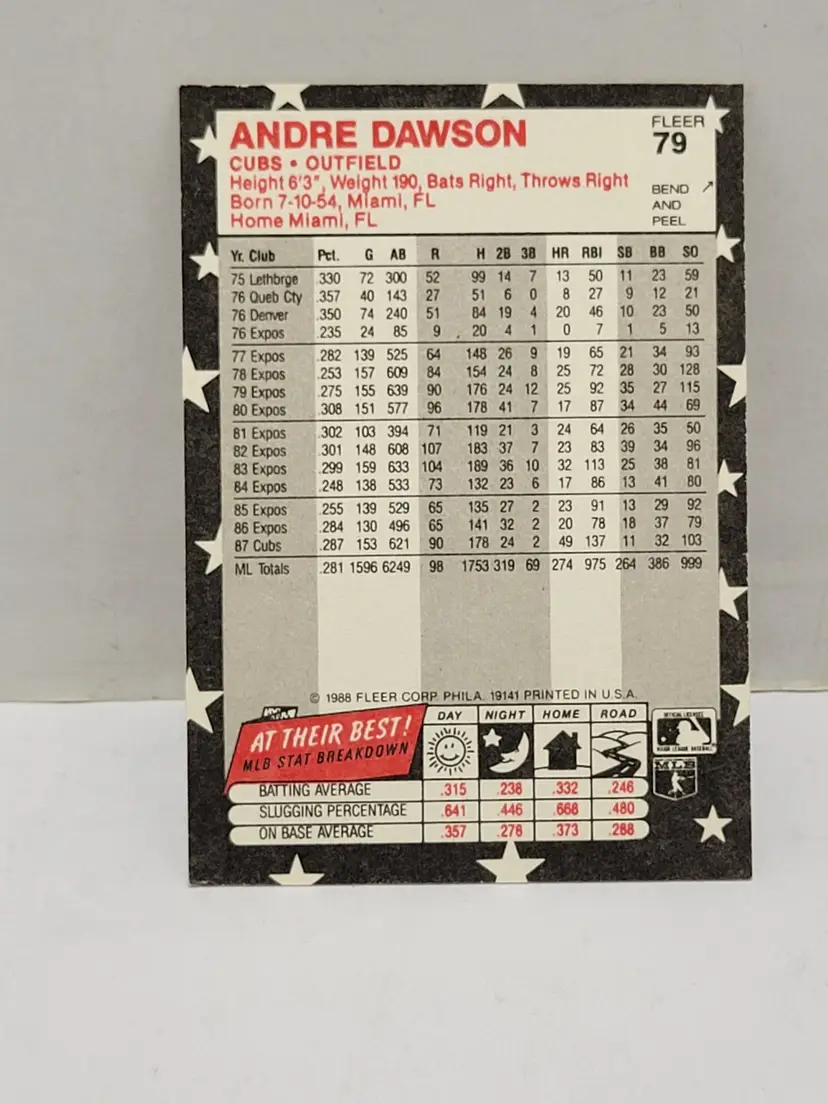 ANDRE DAWSON
CUBS • OUTFIELD
Height 6'3", Weight 190, Bats Right, Throws Right
Born 7-10-54, Miami, FL
Home Miami, FL
FLEER
79
BEND
AND
PEEL
Yr. Club Pct. G AB R H 2B 3B HR RBI SB BB SO
75 Lethbrge .330 72 300 52 99 14 7 13 50 11 23 59
76 Queb Cty .357 40 143 27 51 6 0 8 27 9 12 21
76 Denver .350 74 240 51 84 19 4 20 46 10 23 50
76 Expos .235 24 85 9 20 4 1 0 7 1 5 13
77 Expos .282 139 525 64 148 26 9 19 65 21 34 93
78 Expos .253 157 609 84 154 24 8 25 72 28 30 128
79 Expos .275 155 639 90 176 24 12 25 92 35 27 115
80 Expos .308 151 577 96 178 41 7 17 87 34 44 69
81 Expos .302 103 394 71 119 21 3 24 64 26 35 50
82 Expos .301 148 608 107 183 37 7 23 83 39 34 96
83 Expos .299 159 633 104 189 36 10 32 113 25 38 81
84 Expos .248 138 533 73 132 23 6 17 86 13 41 80
85 Expos .255 139 529 65 135 27 2 23 91 13 29 92
86 Expos .284 130 496 65 141 32 2 20 78 18 37 79
87 Cubs .287 153 621 90 178 24 2 49 137 11 32 103
ML Totals .281 1596 6249 98 1753 319 69 274 975 264 386 999
© 1988 FLEER CORP. PHILA. 19141 PRINTED IN U.S.A.
AT THEIR BEST!
MLB STAT BREAKDOWN
DAY NIGHT HOME ROAD
BATTING AVERAGE .315 .238 .332 .246
SLUGGING PERCENTAGE .641 .446 .668 .480
ON BASE AVERAGE .357 .278 .373 .288
OFFICIAL LICENSEE
MAJOR LEAGUE BASEBALL
MLB